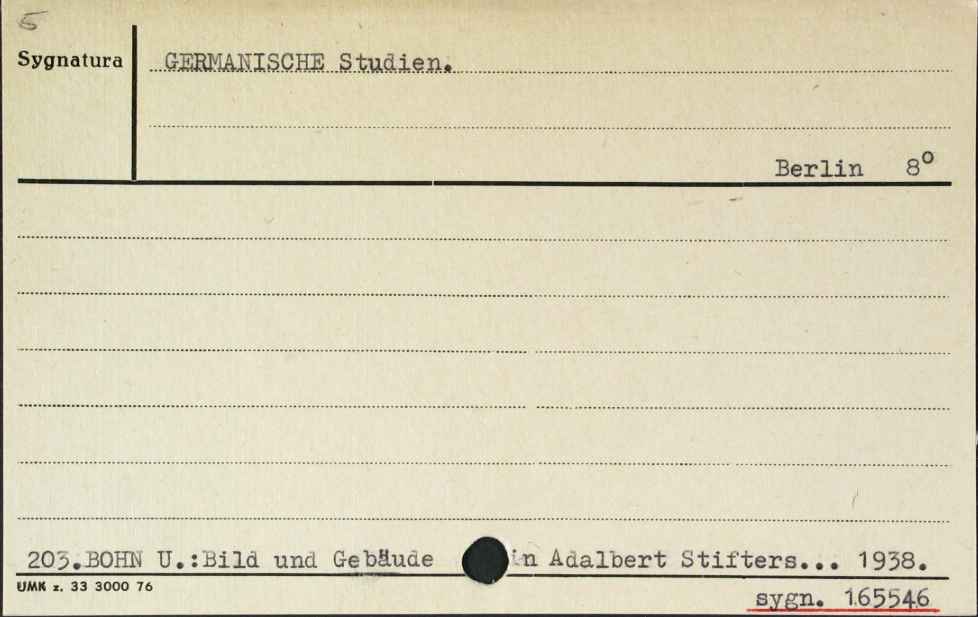 5
Sygnatura
GERMANISCHE Studien.
Berlin 8°
203.BOHN U.:Bild und Gebäude in Adalbert Stifters... 1938.
UMK z. 33 3000 76
sygn. 165546